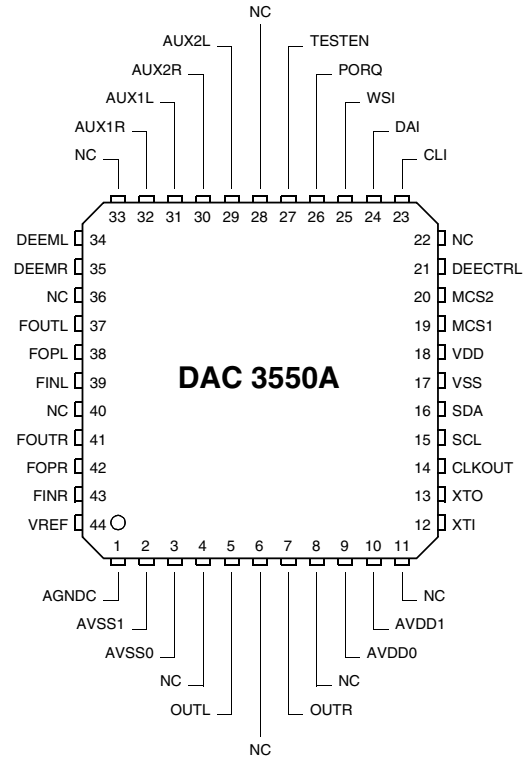 NC
AUX2L
TESTEN
AUX2R
PORQ
AUX1L
WSI
AUX1R
DAI
NC
CLI
33 32 31 30 29 28 27 26 25 24 23
DEEML 34
22 NC
DEEMR 35
21 DEECTRL
NC 36
20 MCS2
FOUTL 37
19 MCS1
FOPL 38
18 VDD
DAC 3550A
FINL 39
17 VSS
NC 40
16 SDA
FOUTR 41
15 SCL
FOPR 42
14 CLKOUT
FINR 43
13 XTO
VREF 44
12 XTI
1 2 3 4 5 6 7 8 9 10 11
AGNDC
NC
AVSS1
AVDD1
AVSS0
AVDD0
NC
NC
OUTL
OUTR
NC